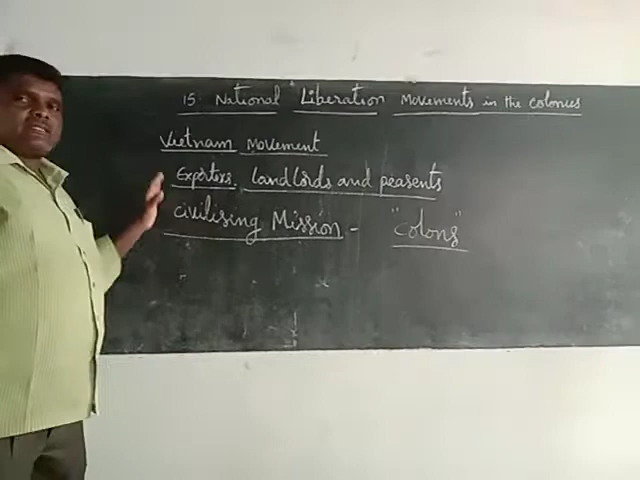 15. National Liberation Movements in the colonies
Vietnam Movement
Exporters, landlords and peasents
civilising Mission - "colons"